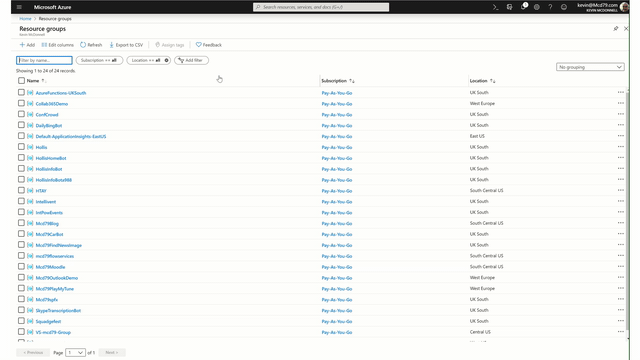 Microsoft Azure
Search resources, services, and docs (G+/)
kevin@Mcd79.com
KEVIN MCDONNELL
Home > Resource groups
Resource groups
Kevin McDonnell
Add Edit columns Refresh Export to CSV Assign tags Feedback
Filter by name... Subscription == all Location == all Add filter
Showing 1 to 24 of 24 records. No grouping
Name Subscription Location
AzureFunctions-UKSouth Pay-As-You-Go UK South
Collab365Demo Pay-As-You-Go West Europe
ConfCrowd Pay-As-You-Go UK South
DailyBingBot Pay-As-You-Go UK South
Default-ApplicationInsights-EastUS Pay-As-You-Go East US
Hollis Pay-As-You-Go UK South
HollisHomeBot Pay-As-You-Go UK South
HollisInfoBot Pay-As-You-Go UK South
HollisInfoBota988 Pay-As-You-Go UK South
HTAY Pay-As-You-Go South Central US
Intellivent Pay-As-You-Go UK South
IntPowEvents Pay-As-You-Go UK South
Mcd79Blog Pay-As-You-Go South Central US
Mcd79CarBot Pay-As-You-Go UK South
Mcd79FindNewsImage Pay-As-You-Go UK South
mcd79flowservices Pay-As-You-Go South Central US
Mcd79Moodle Pay-As-You-Go South Central US
Mcd79OutlookDemo Pay-As-You-Go West Europe
Mcd79PlayMyTune Pay-As-You-Go West Europe
Mcd79spfx Pay-As-You-Go UK South
SkypeTranscriptionBot Pay-As-You-Go UK South
Squadgefest Pay-As-You-Go UK South
VS-mcd79-Group Pay-As-You-Go Central US
< Previous Page 1 of 1 Next >